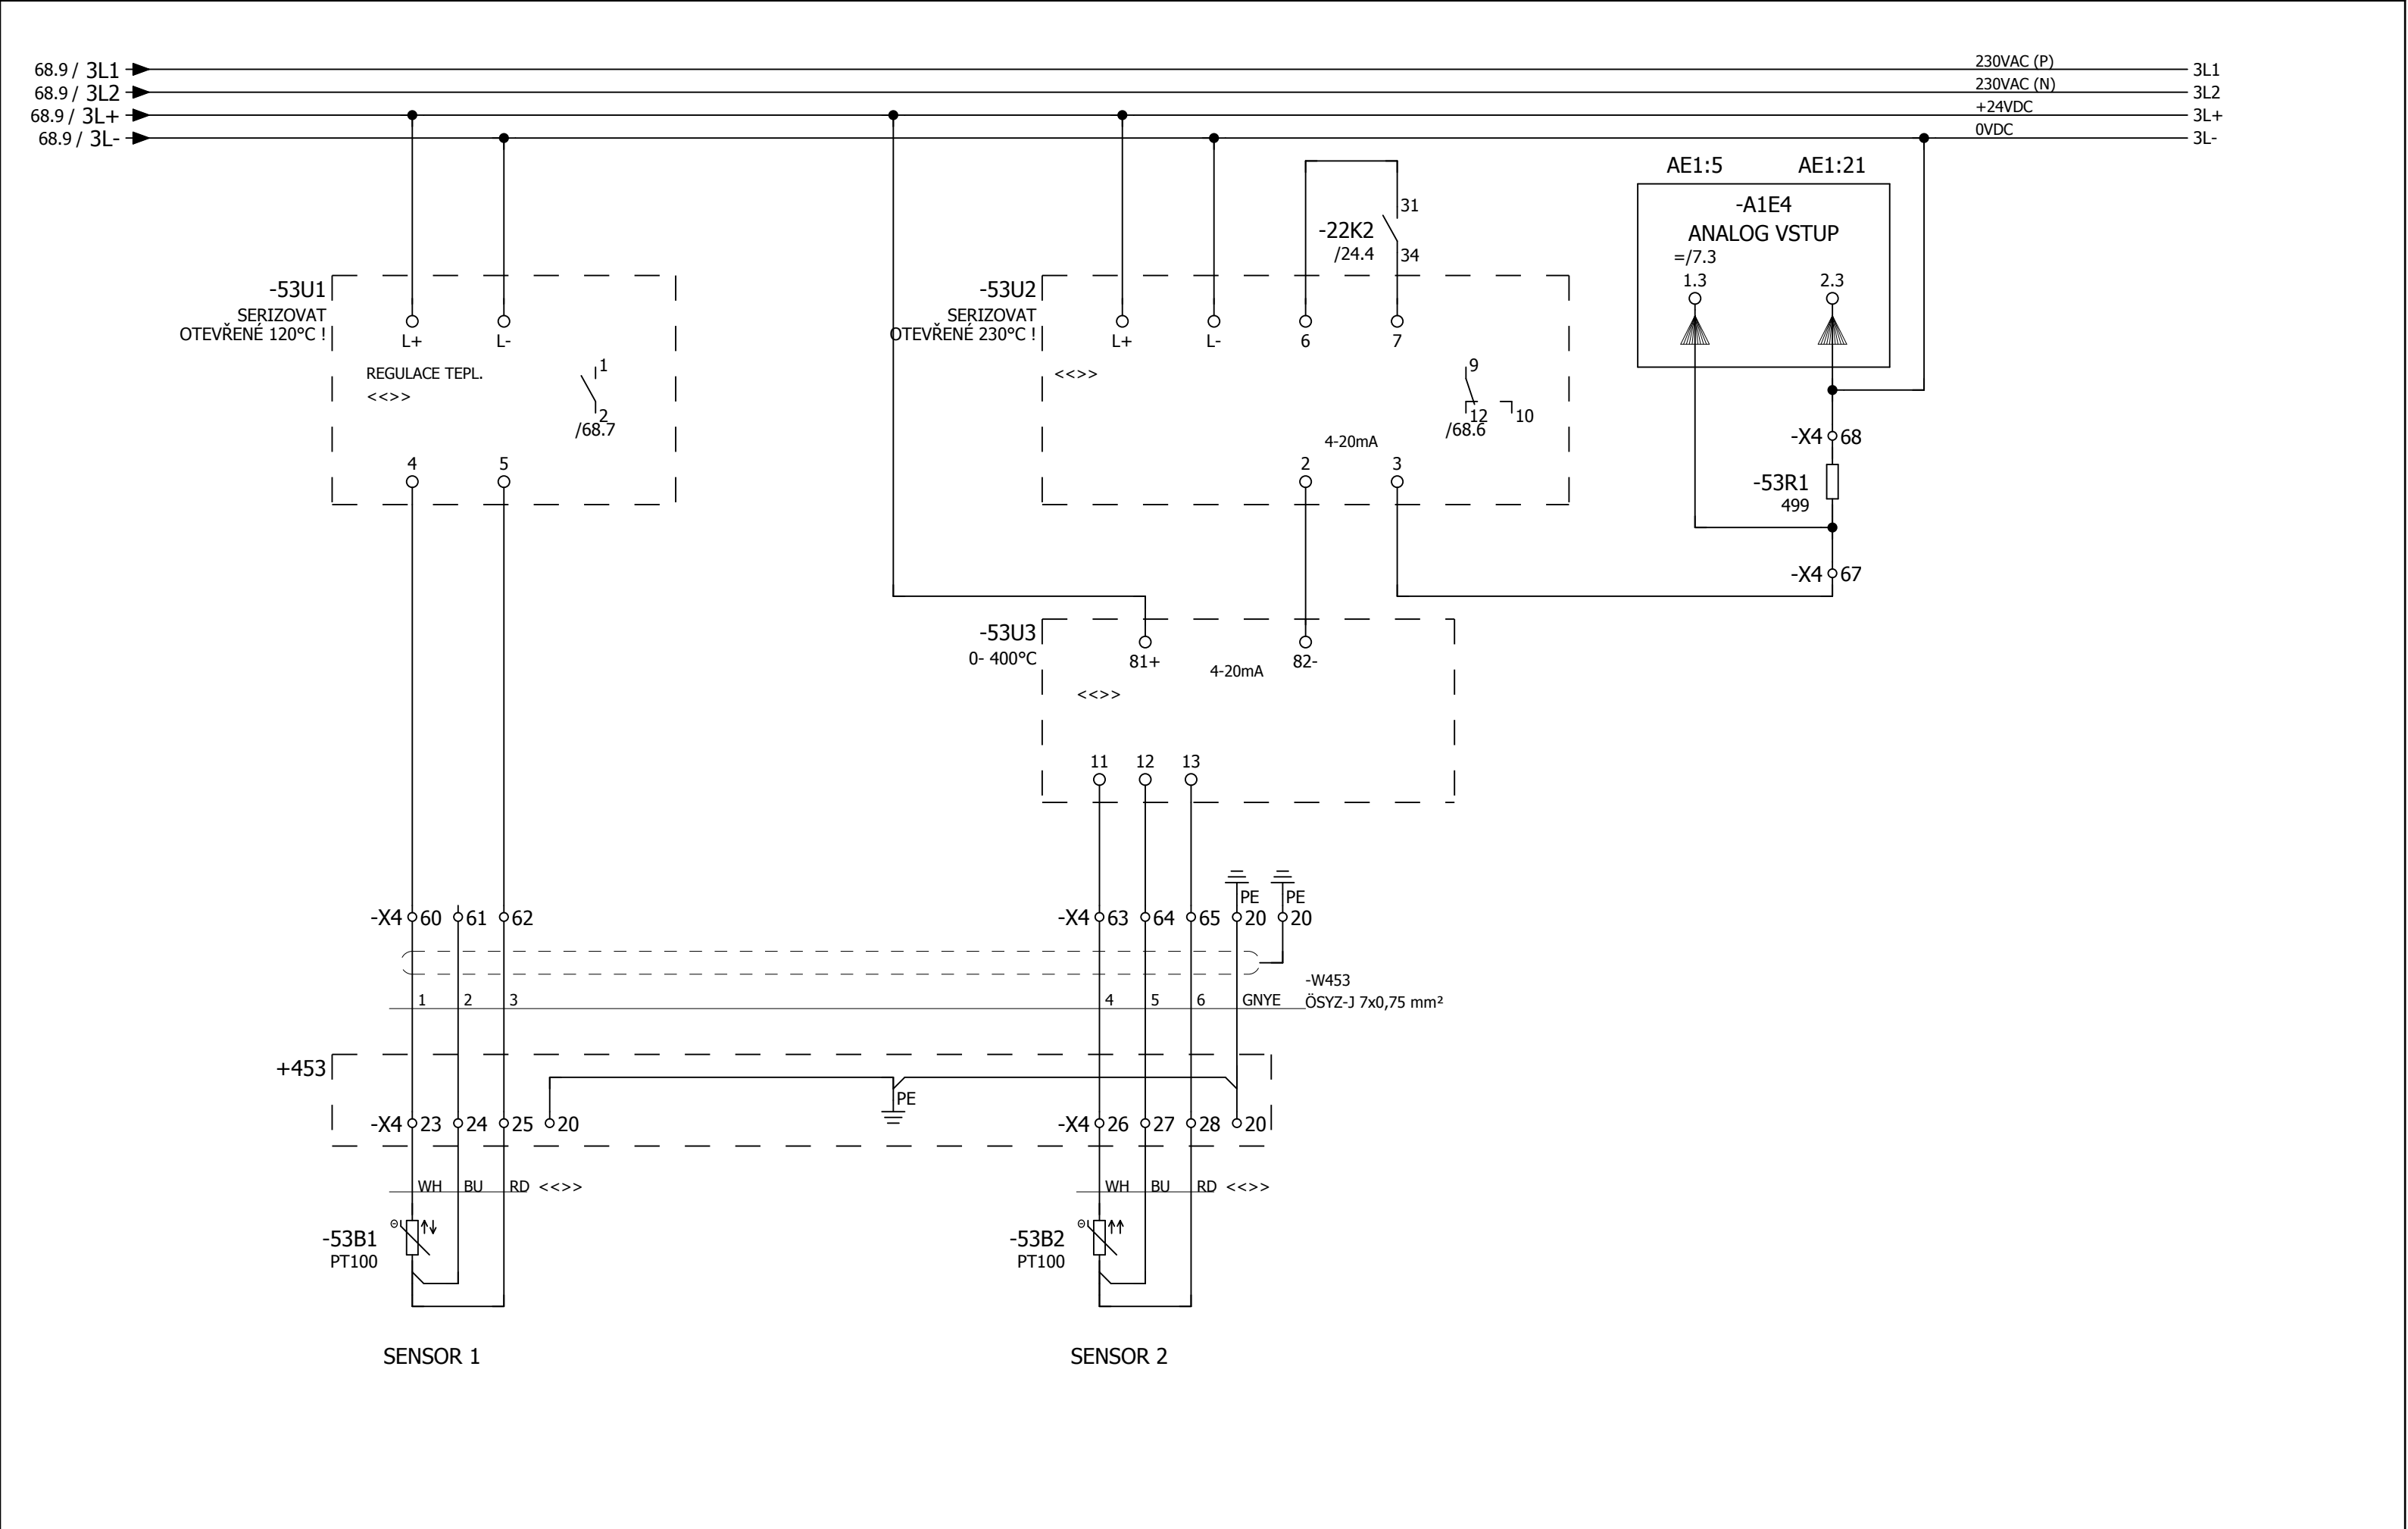 68.9 / 3L1
230VAC (P)
3L1
68.9 / 3L2
230VAC (N)
3L2
68.9 / 3L+
+24VDC
3L+
68.9 / 3L-
0VDC
3L-
AE1:5
AE1:21
-A1E4
ANALOG VSTUP
=/7.3
1.3
2.3
31
-22K2
/24.4
34
-53U1
SERIZOVAT
OTEVŘENÉ 120°C !
L+
L-
REGULACE TEPL.
<<>>
1
2
/68.7
4
5
-53U2
SERIZOVAT
OTEVŘENÉ 230°C !
L+
L-
6
7
<<>>
9
12
10
/68.6
4-20mA
2
3
-X4
68
-53R1
499
-X4
67
-53U3
0- 400°C
81+
4-20mA
82-
<<>>
11
12
13
PE
PE
-X4
60
61
62
-X4
63
64
65
20
20
-W453
1
2
3
4
5
6
GNYE
ÖSYZ-J 7x0,75 mm²
+453
PE
-X4
23
24
25
20
-X4
26
27
28
20
WH
BU
RD
<<>>
WH
BU
RD
<<>>
Θ
-53B1
PT100
Θ
-53B2
PT100
SENSOR 1
SENSOR 2